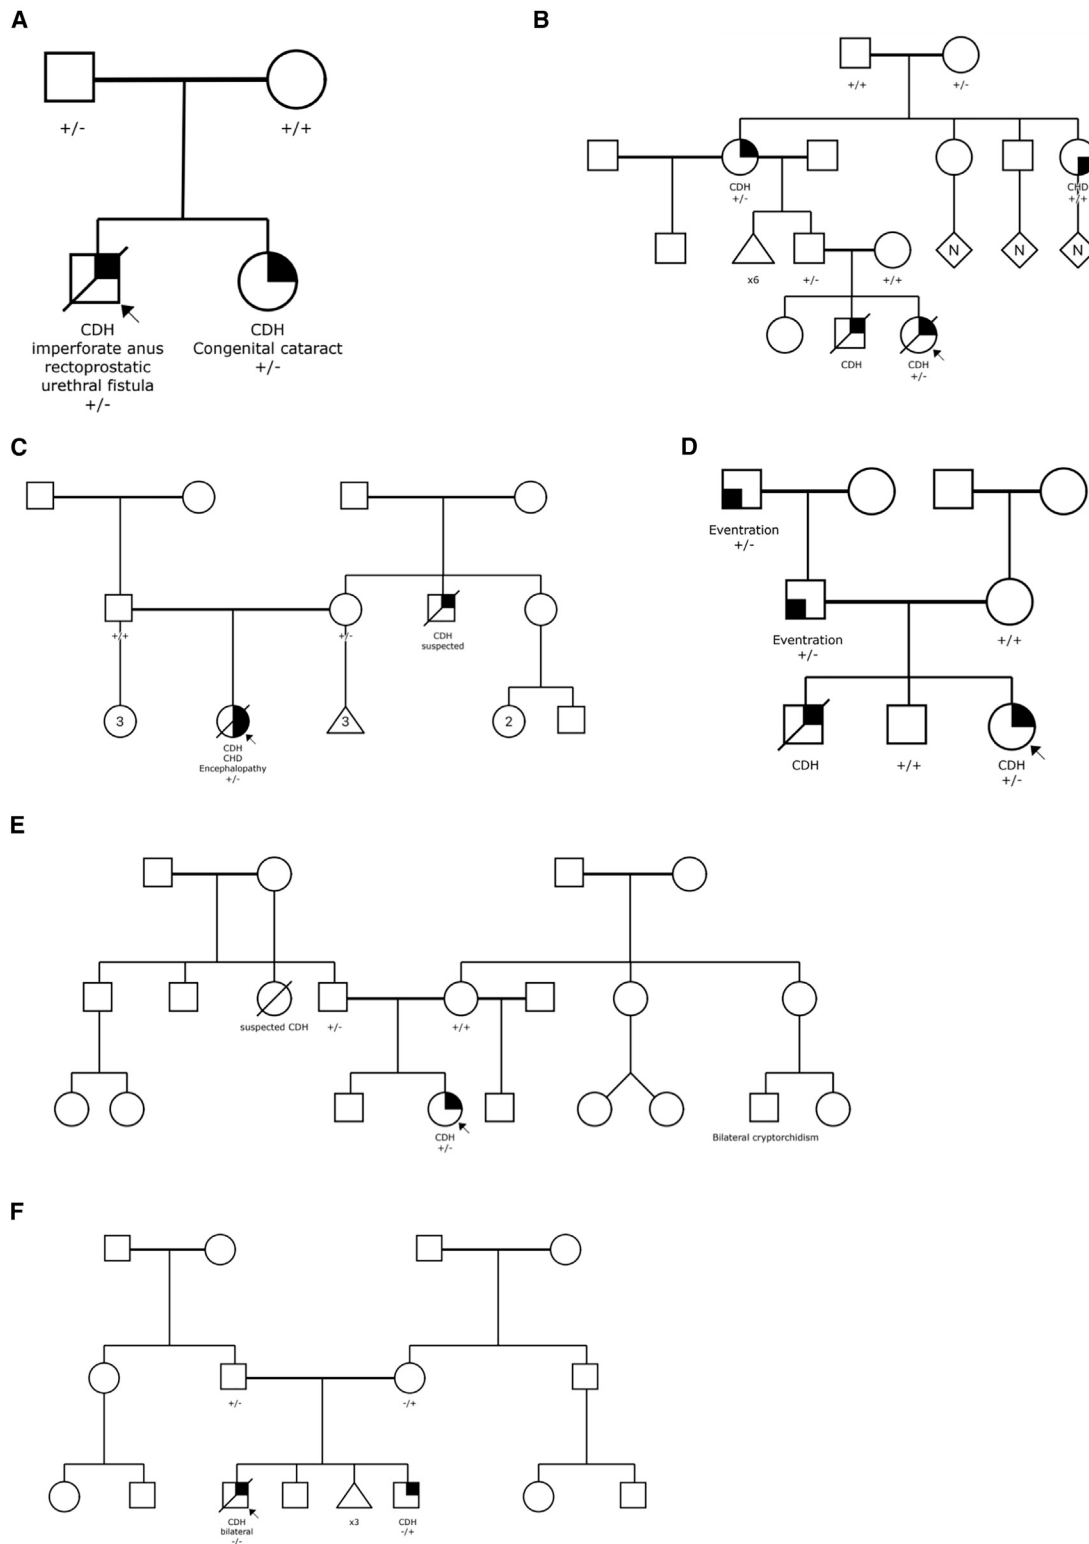 A
+/-
+/+
CDH
imperforate anus
rectoprostatic
urethral fistula
+/-
CDH
Congenital cataract
+/-
B
+/+
+/-
CDH
+/-
CHD
+/+
x6
+/-
+/+
N
N
N
CDH
CDH
+/-
C
+/+
+/-
CDH
suspected
3
CDH
CHD
Encephalopathy
+/-
3
2
D
Eventration
+/-
Eventration
+/-
+/+
CDH
+/+
CDH
+/-
E
suspected CDH
+/-
+/+
CDH
+/-
Bilateral cryptorchidism
F
+/-
-/+
CDH
bilateral
-/-
x3
CDH
-/+